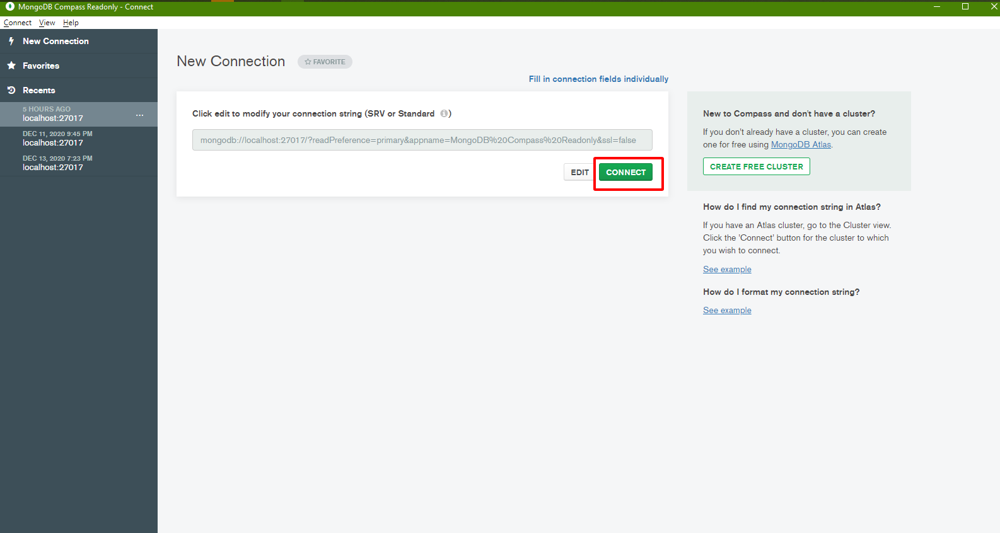 MongoDB Compass Readonly - Connect
Connect View Help
New Connection
Favorites
Recents
5 HOURS AGO
localhost:27017
...
DEC 11, 2020 9:45 PM
localhost:27017
DEC 13, 2020 7:23 PM
localhost:27017
New Connection
FAVORITE
Fill in connection fields individually
Click edit to modify your connection string (SRV or Standard )
mongodb://localhost:27017/?readPreference=primary&appname=MongoDB%20Compass%20Readonly&ssl=false
EDIT CONNECT
New to Compass and don't have a cluster?
If you don't already have a cluster, you can create
one for free using MongoDB Atlas.
CREATE FREE CLUSTER
How do I find my connection string in Atlas?
If you have an Atlas cluster, go to the Cluster view.
Click the 'Connect' button for the cluster to which
you wish to connect.
See example
How do I format my connection string?
See example